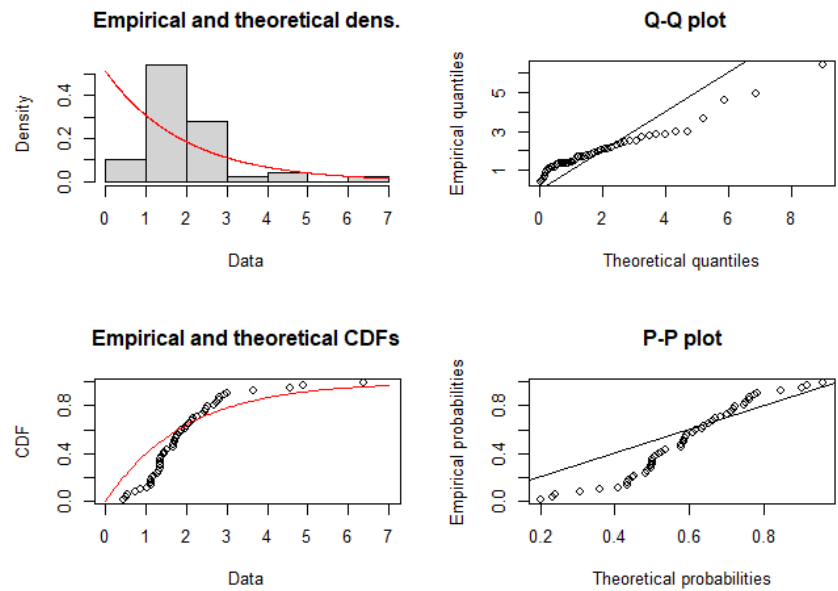 Empirical and theoretical dens.
Density
0.0 0.2 0.4
0 1 2 3 4 5 6 7
Data
Q-Q plot
Empirical quantiles
1 3 5
0 2 4 6 8
Theoretical quantiles
Empirical and theoretical CDFs
CDF
0.0 0.4 0.8
0 1 2 3 4 5 6 7
Data
P-P plot
Empirical probabilities
0.0 0.4 0.8
0.2 0.4 0.6 0.8
Theoretical probabilities